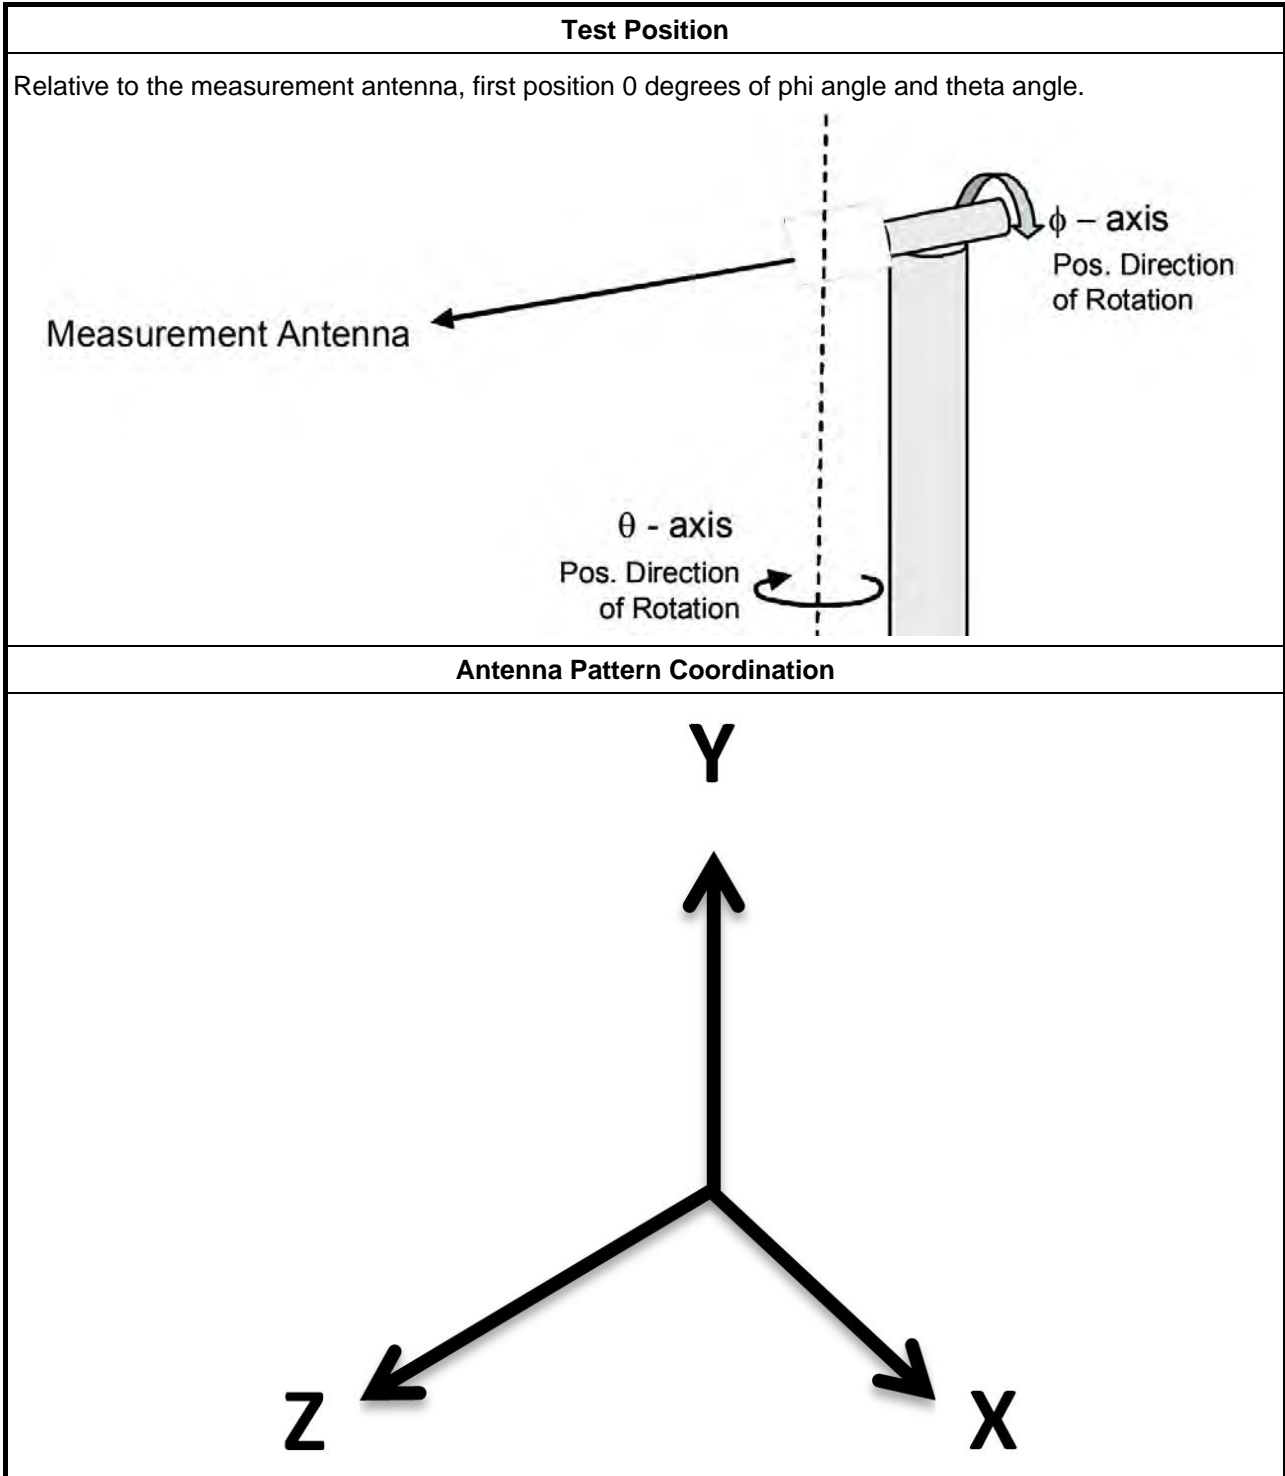 Test Position
Relative to the measurement antenna, first position 0 degrees of phi angle and theta angle.
ϕ – axis
Pos. Direction
of Rotation
Measurement Antenna
θ - axis
Pos. Direction
of Rotation
Antenna Pattern Coordination
Y
Z
X